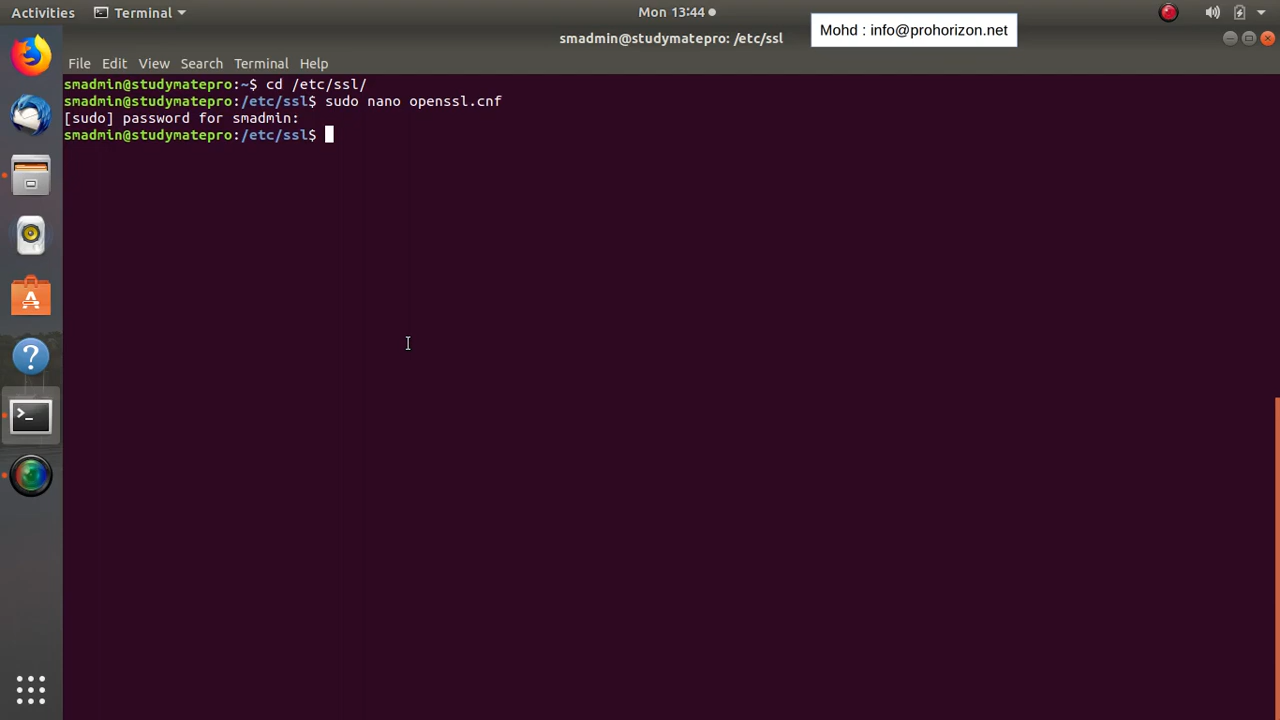 Activities Terminal Mon 13:44
Mohd : info@prohorizon.net
smadmin@studymatepro: /etc/ssl
File Edit View Search Terminal Help
smadmin@studymatepro:~$ cd /etc/ssl/
smadmin@studymatepro:/etc/ssl$ sudo nano openssl.cnf
[sudo] password for smadmin:
smadmin@studymatepro:/etc/ssl$